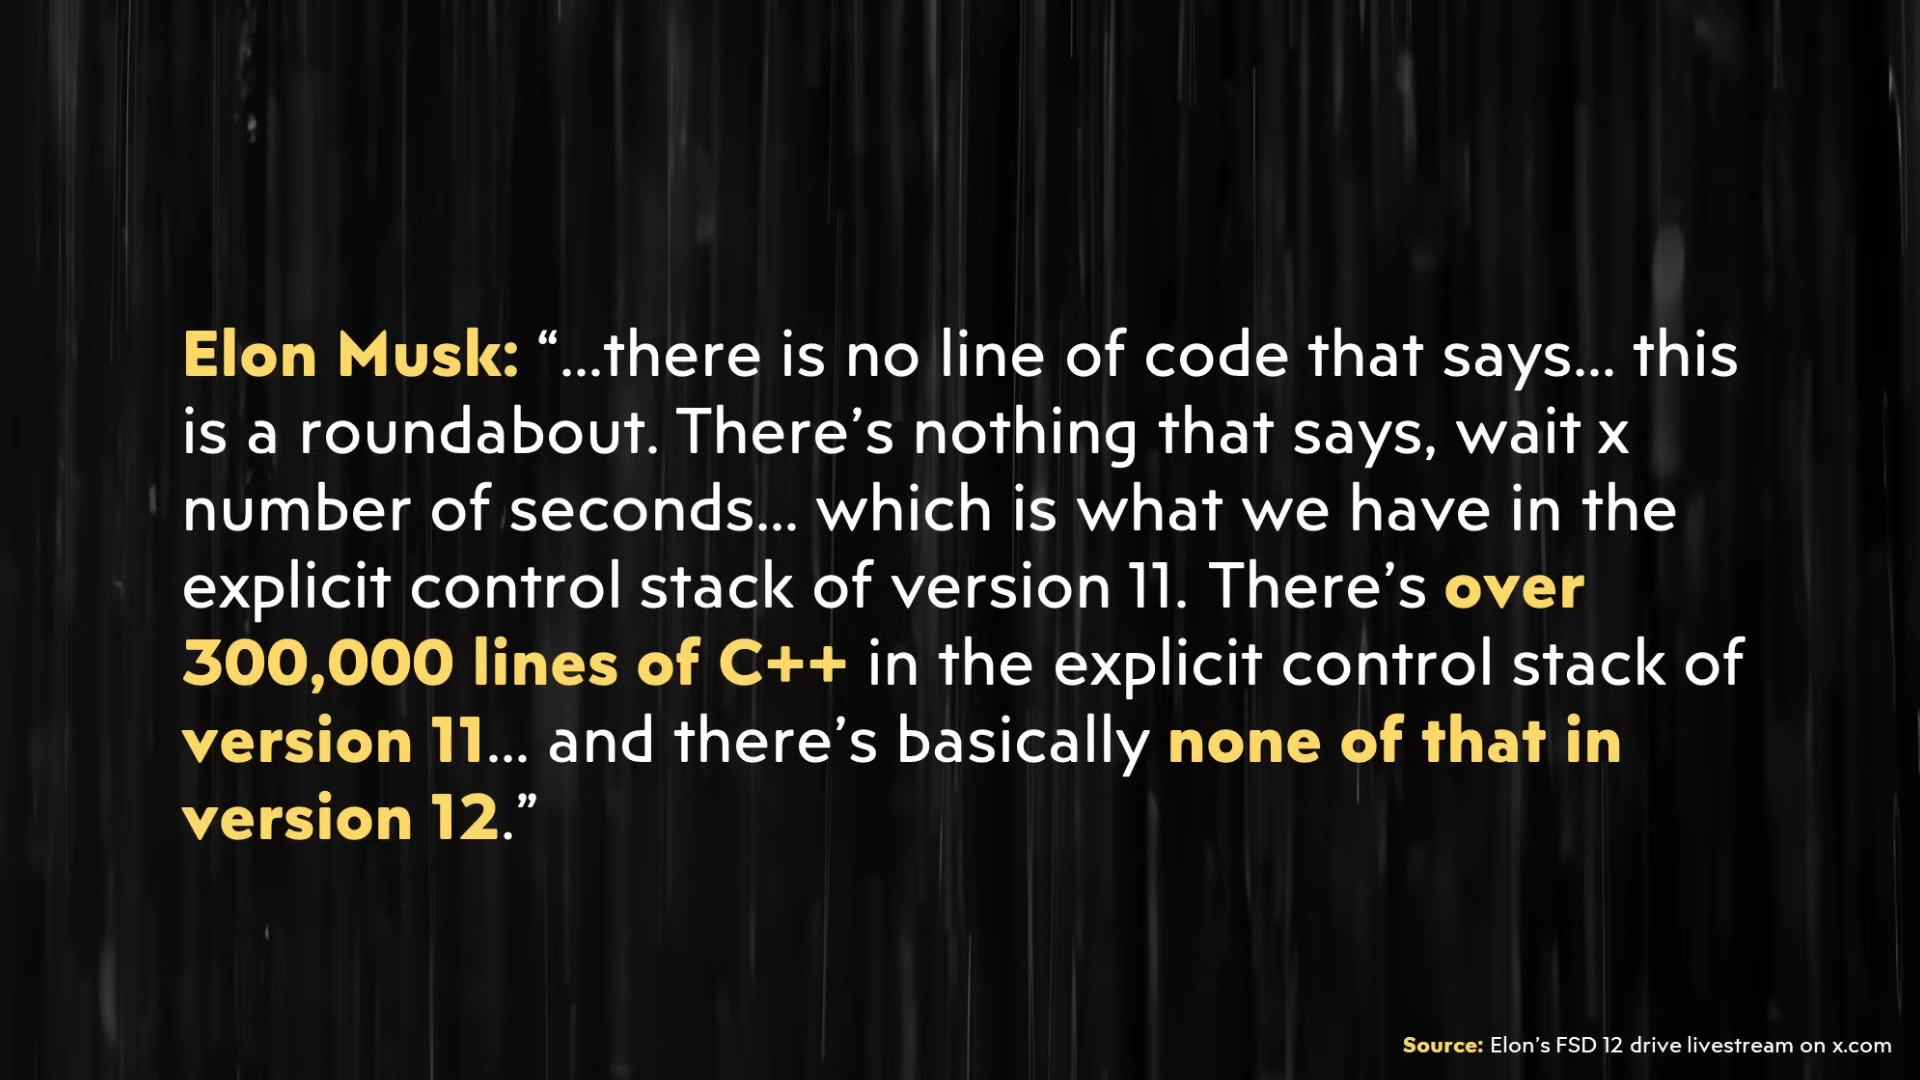 Elon Musk: “...there is no line of code that says... this
is a roundabout. There’s nothing that says, wait x
number of seconds... which is what we have in the
explicit control stack of version 11. There’s over
300,000 lines of C++ in the explicit control stack of
version 11... and there’s basically none of that in
version 12.”
Source: Elon’s FSD 12 drive livestream on x.com